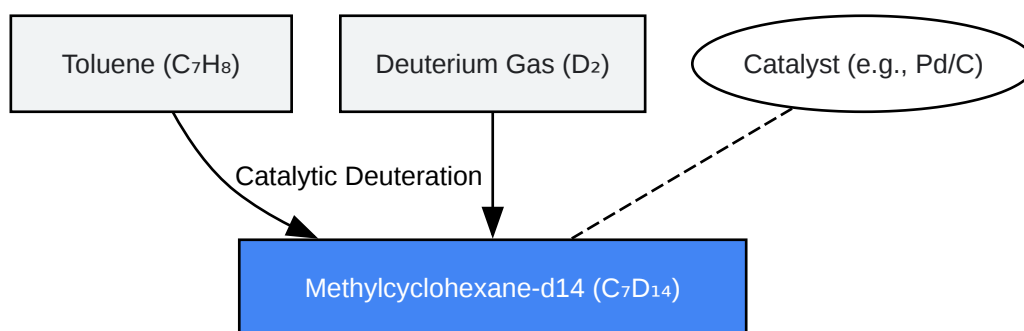 Toluene (C₇H₈)
Deuterium Gas (D₂)
Catalyst (e.g., Pd/C)
Catalytic Deuteration
Methylcyclohexane-d14 (C₇D₁₄)